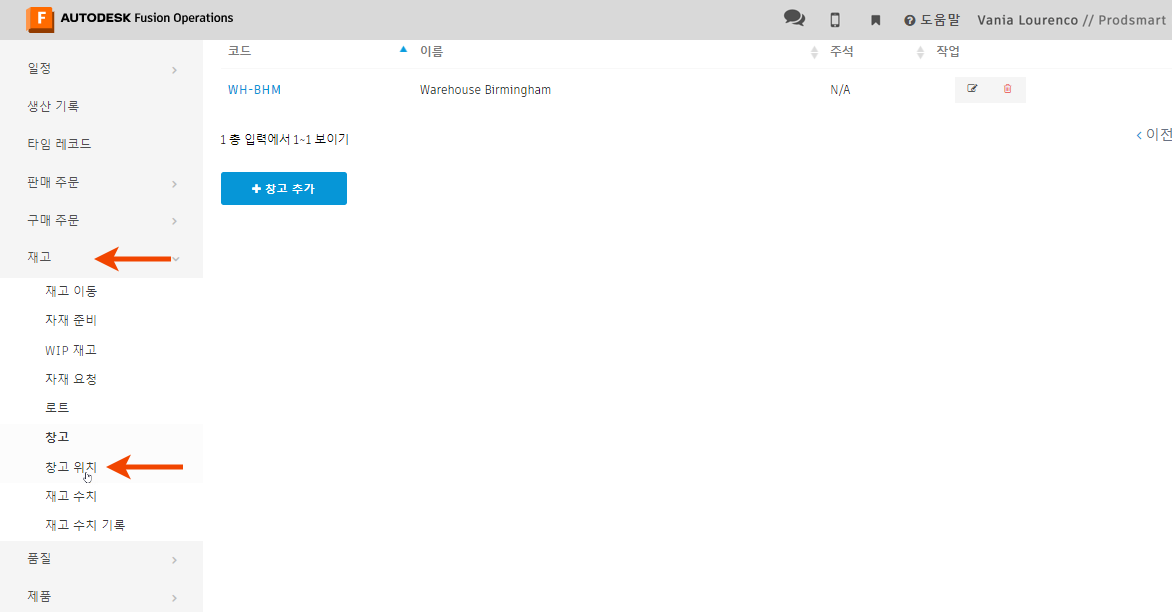 F AUTODESK Fusion Operations
도움말 Vania Lourenco // Prodsmart
일정
생산 기록
타임 레코드
판매 주문
구매 주문
재고
재고 이동
자재 준비
WIP 재고
자재 요청
로트
창고
창고 위치
재고 수치
재고 수치 기록
품질
제품
코드 이름 주석 작업
WH-BHM Warehouse Birmingham N/A
1 총 입력에서 1~1 보이기
이전
+ 창고 추가